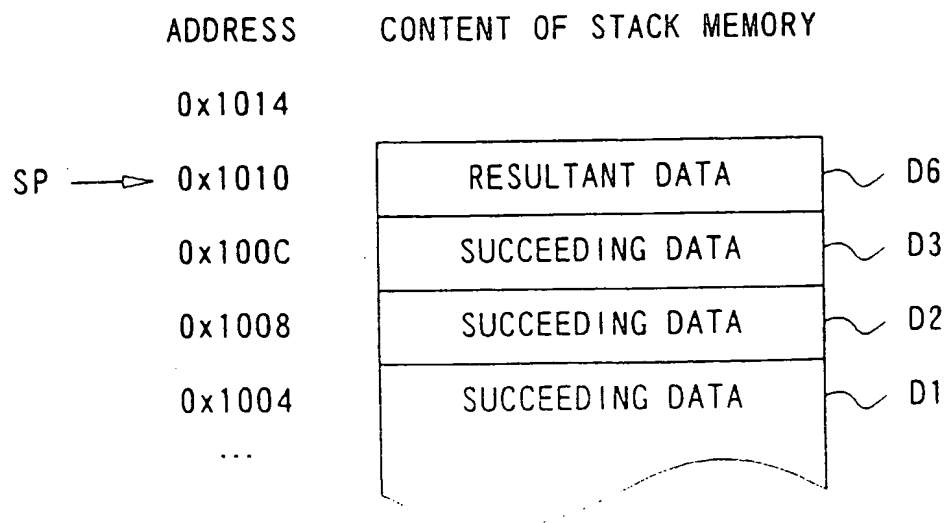 ADDRESS CONTENT OF STACK MEMORY
0x1014
SP 0x1010 RESULTANT DATA D6
0x100C SUCCEEDING DATA D3
0x1008 SUCCEEDING DATA D2
0x1004 SUCCEEDING DATA D1
...